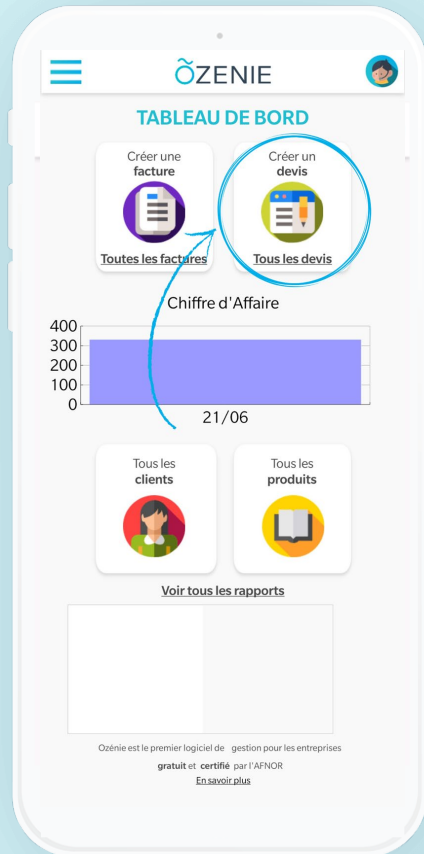 ÕZENIE
TABLEAU DE BORD
Créer une
facture
Toutes les factures
Créer un
devis
Tous les devis
Chiffre d'Affaire
400
300
200
100
0
21/06
Tous les
clients
Tous les
produits
Voir tous les rapports
Ozénie est le premier logiciel de gestion pour les entreprises
gratuit et certifié par l'AFNOR
En savoir plus